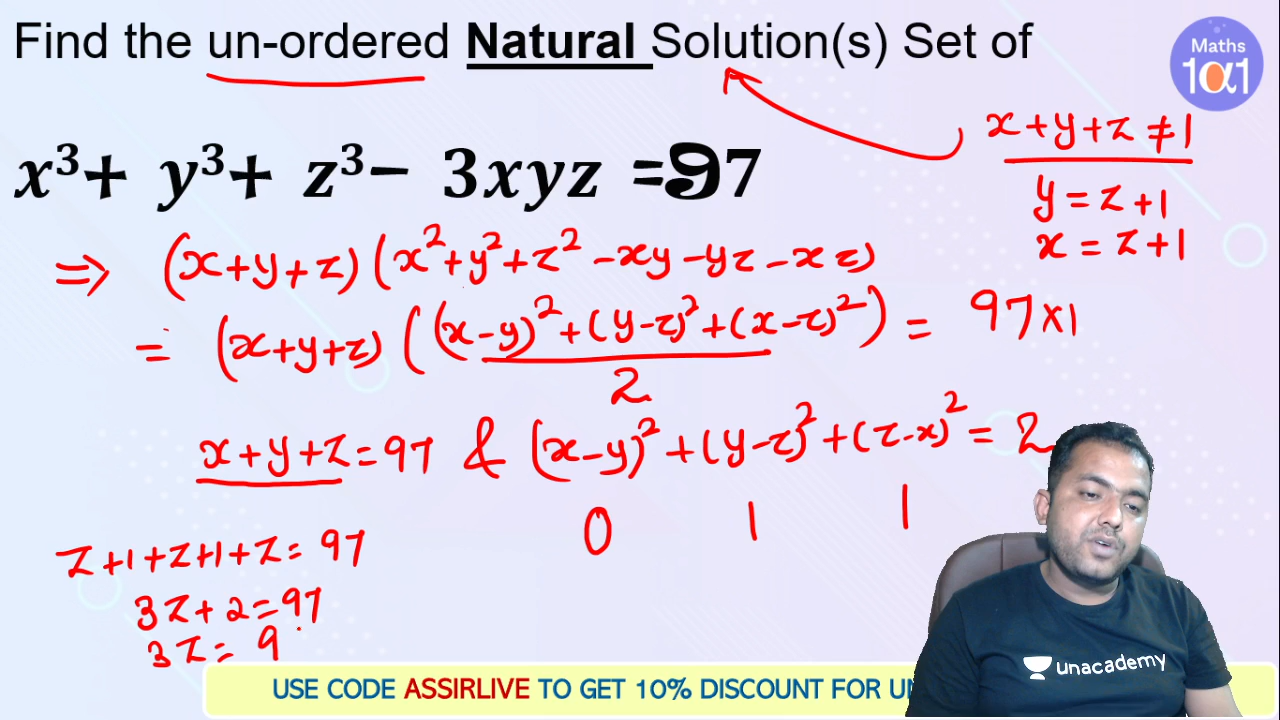 Find the un-ordered Natural Solution(s) Set of
Maths
1α1
x+y+z≠1
x³+ y³+ z³− 3xyz =97
y=z+1
x=z+1
⇒ (x+y+z)(x²+y²+z²-xy-yz-xz)
= (x+y+z)((x-y)²+(y-z)²+(x-z)²) = 97×1
2
x+y+z=97 & (x-y)²+(y-z)²+(z-x)²=2
0 1 1
z+1+z+1+z=97
3z+2=97
3z=9
unacademy
USE CODE ASSIRLIVE TO GET 10% DISCOUNT FOR